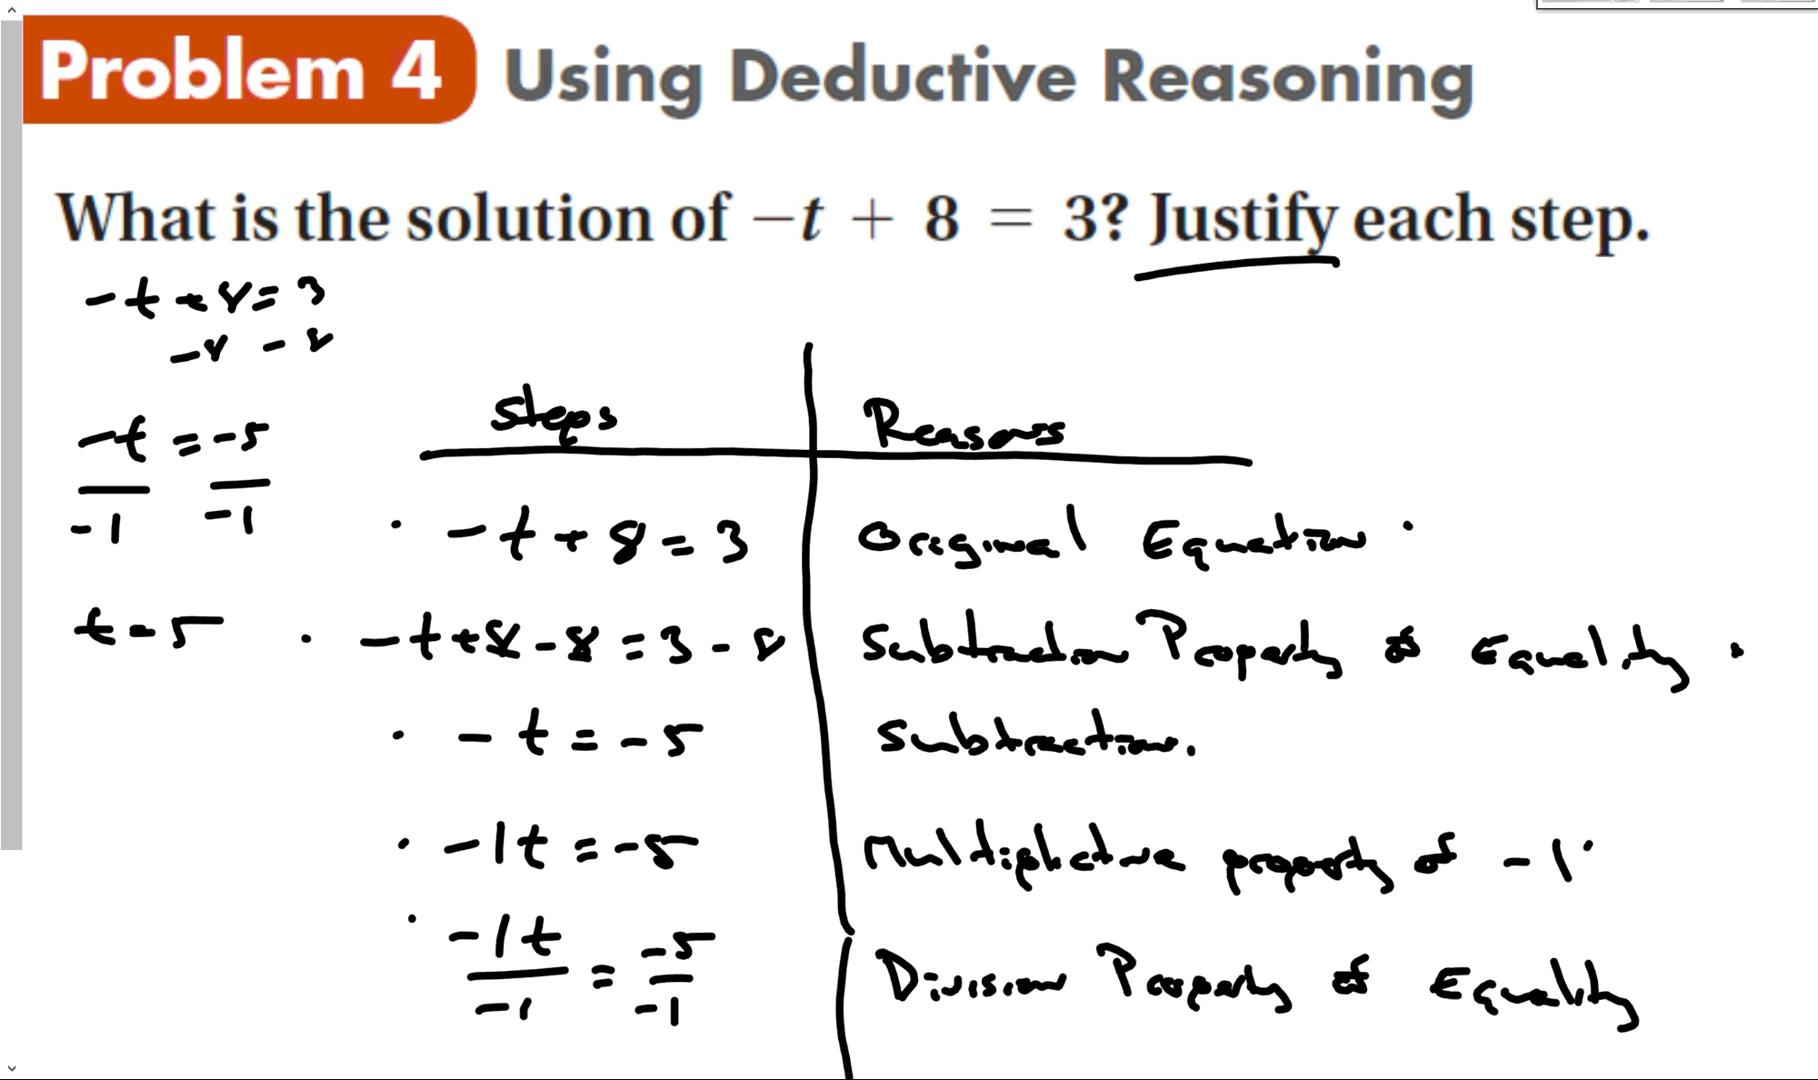 Problem 4 Using Deductive Reasoning
What is the solution of −t + 8 = 3? Justify each step.
-t + 8 = 3
-8 - 8
-t = -5
-1 -1
t = 5
Steps Reasons
-t + 8 = 3 Original Equation.
-t + 8 - 8 = 3 - 8 Subtraction Property of Equality.
-t = -5 Subtraction.
-1t = -5 Multiplicative property of -1.
-1t/-1 = -5/-1 Division Property of Equality